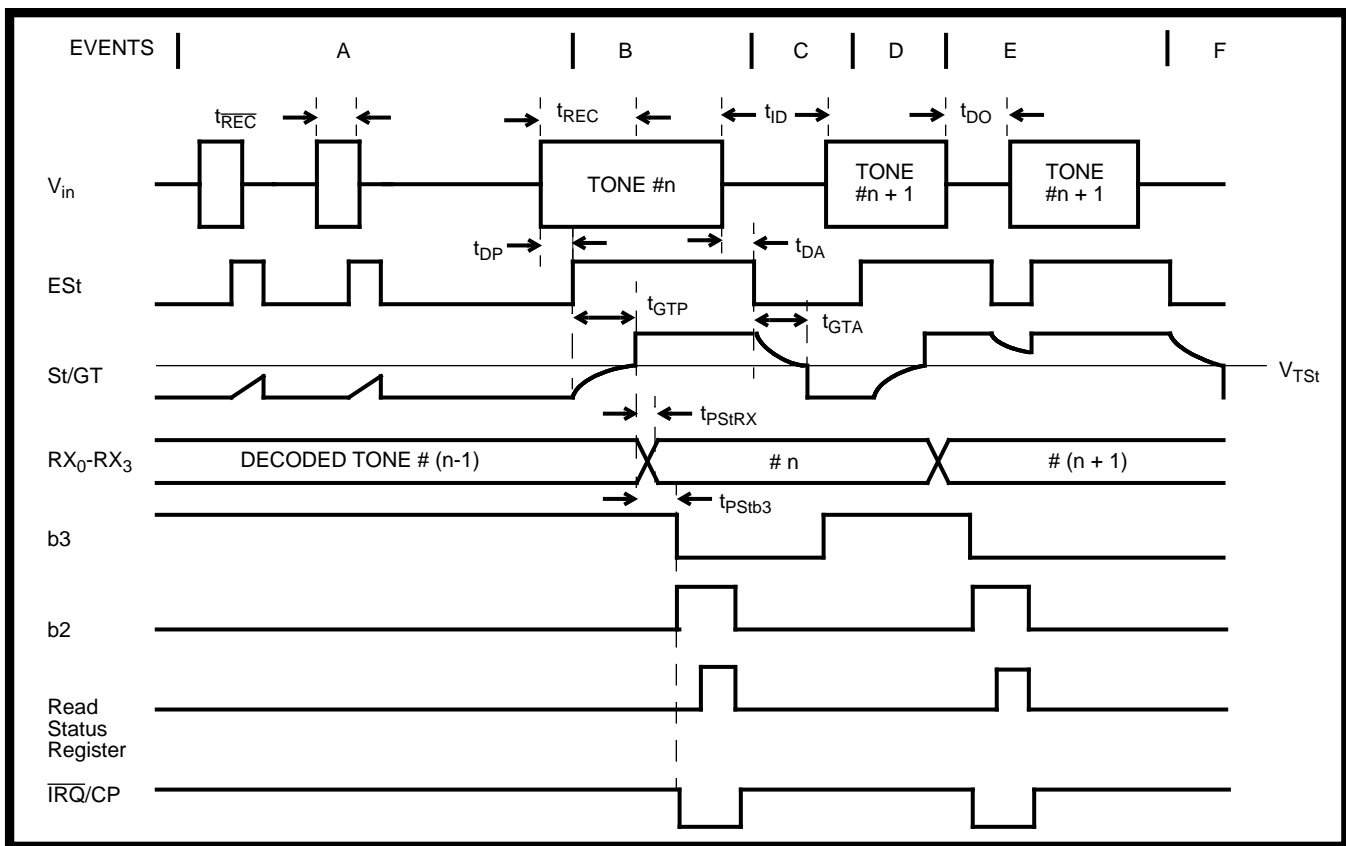 EVENTS A B C D E F
tREC tREC tID tDO
Vin TONE #n TONE #n + 1 TONE #n + 1
tDP tDA
ESt
tGTP tGTA
St/GT VTSt
tPStRX
RX0-RX3 DECODED TONE # (n-1) # n # (n + 1)
tPStb3
b3
b2
Read
Status
Register
IRQ/CP